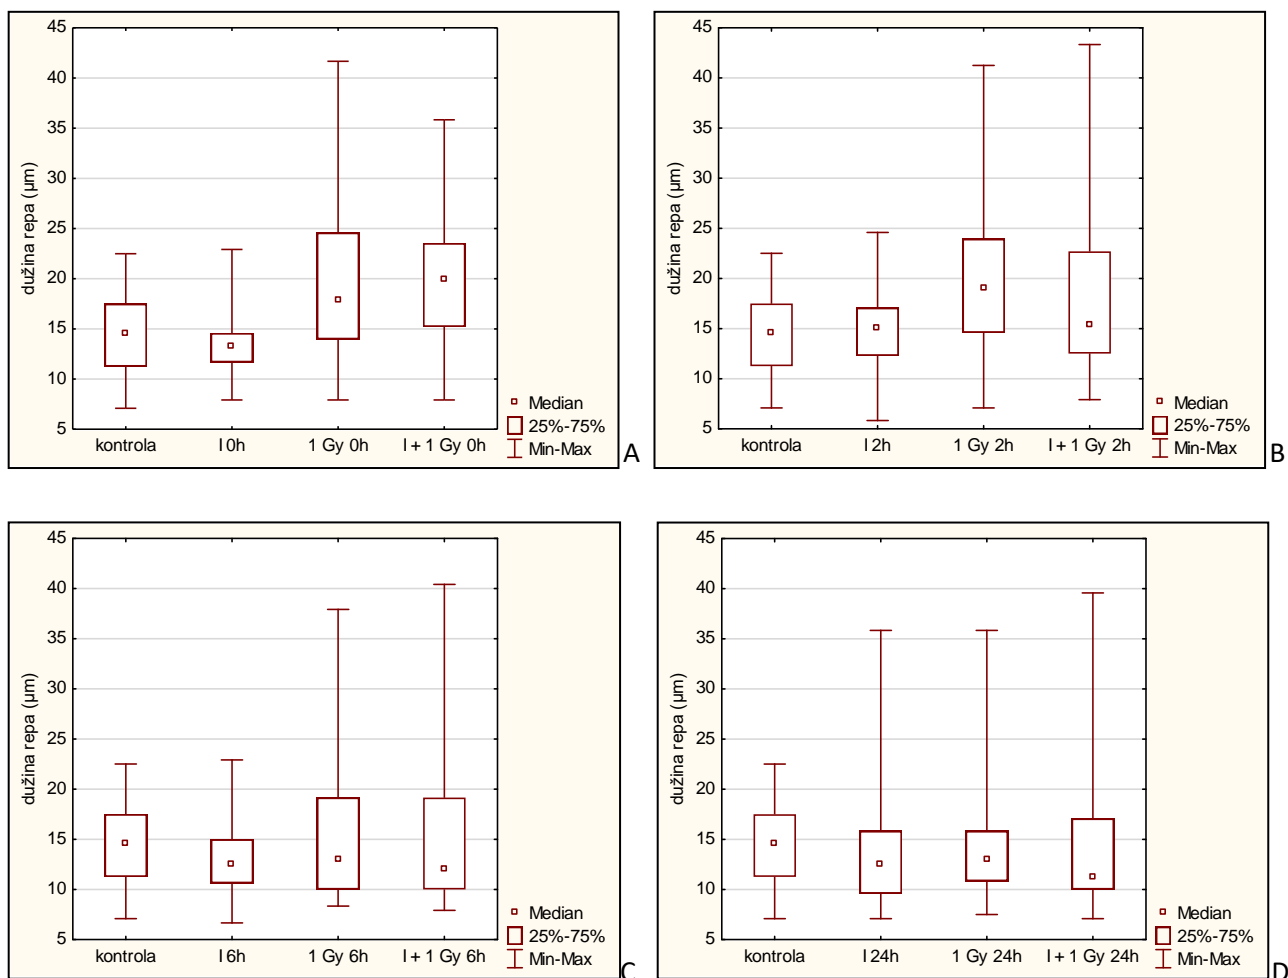 45
40
35
30
25
20
15
10
5
dužina repa (µm)
kontrola I 0h 1 Gy 0h I + 1 Gy 0h
Median
25%-75%
Min-Max
A
45
40
35
30
25
20
15
10
5
dužina repa (µm)
kontrola I 2h 1 Gy 2h I + 1 Gy 2h
Median
25%-75%
Min-Max
B
45
40
35
30
25
20
15
10
5
dužina repa (µm)
kontrola I 6h 1 Gy 6h I + 1 Gy 6h
Median
25%-75%
Min-Max
C
45
40
35
30
25
20
15
10
5
dužina repa (µm)
kontrola I 24h 1 Gy 24h I + 1 Gy 24h
Median
25%-75%
Min-Max
D